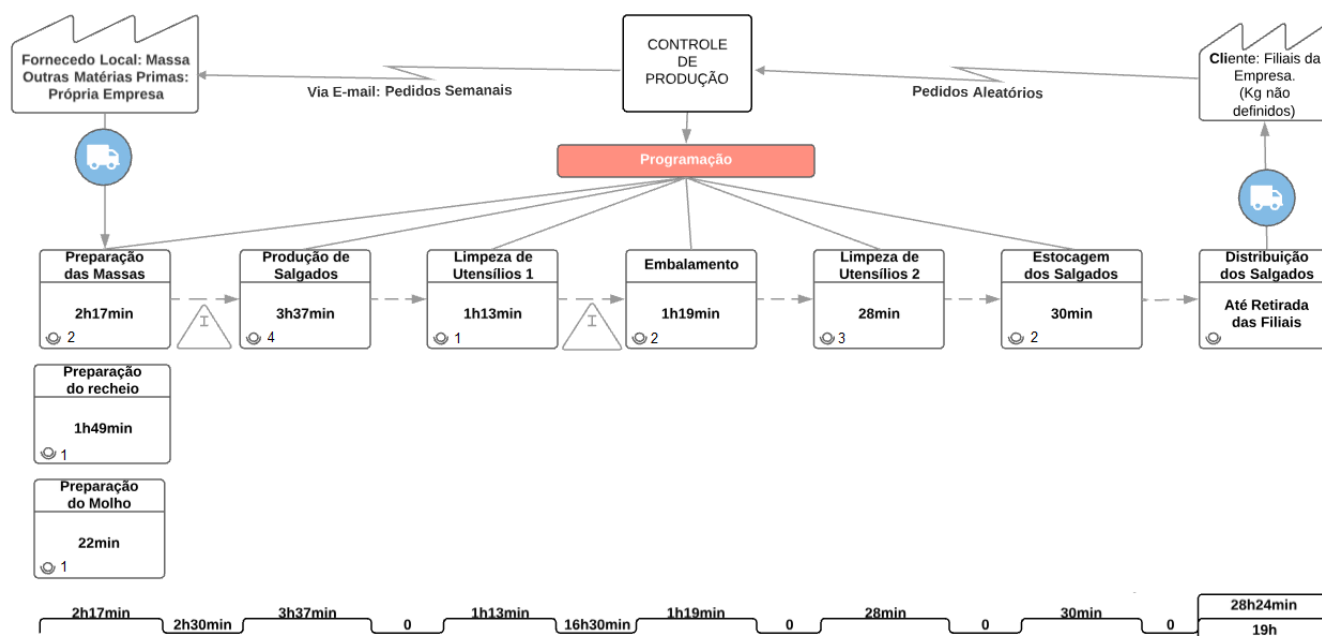 Fornecedo Local: Massa
Outras Matérias Primas:
Própria Empresa
CONTROLE
DE
PRODUÇÃO
Cliente: Filiais da
Empresa.
(Kg não
definidos)
Via E-mail: Pedidos Semanais
Pedidos Aleatórios
Programação
Preparação
das Massas
2h17min
2
I
Produção de
Salgados
3h37min
4
Limpeza de
Utensílios 1
1h13min
1
I
Embalamento
1h19min
2
Limpeza de
Utensílios 2
28min
3
Estocagem
dos Salgados
30min
2
Distribuição
dos Salgados
Até Retirada
das Filiais
Preparação
do recheio
1h49min
1
Preparação
do Molho
22min
1
2h17min
2h30min
3h37min
0
1h13min
16h30min
1h19min
0
28min
0
30min
0
28h24min
19h